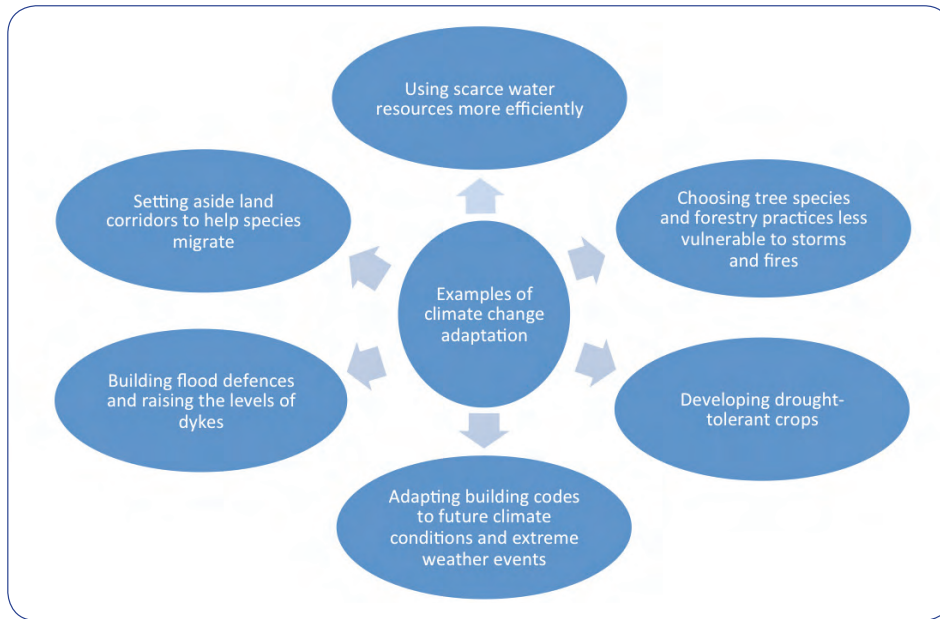 Using scarce water
resources more efficiently
Setting aside land
corridors to help species
migrate
Choosing tree species
and forestry practices less
vulnerable to storms
and fires
Examples of
climate change
adaptation
Building flood defences
and raising the levels of
dykes
Developing drought-
tolerant crops
Adapting building codes
to future climate
conditions and extreme
weather events